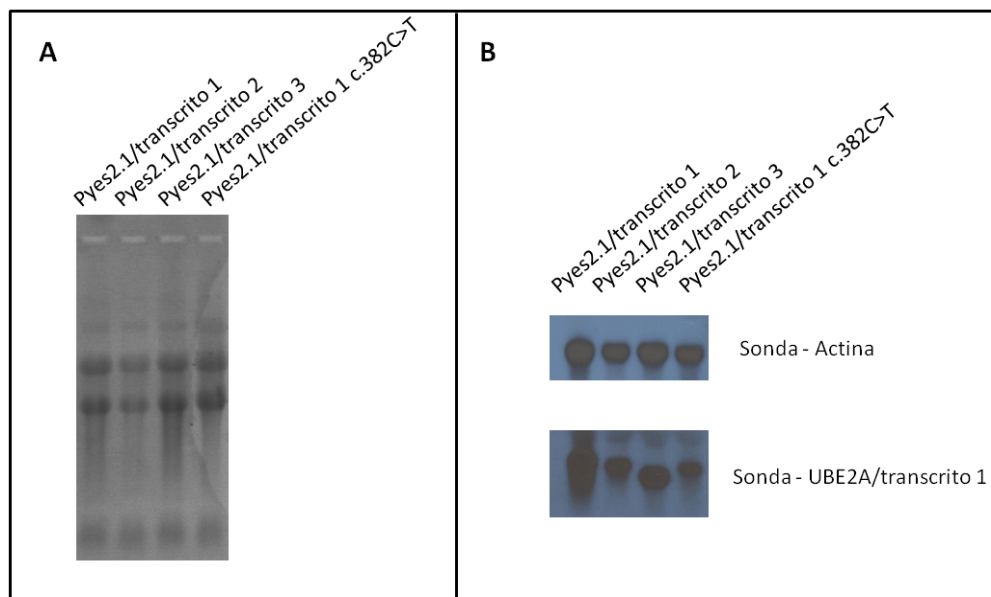 A
Pyes2.1/transcrito 1
Pyes2.1/transcrito 2
Pyes2.1/transcrito 3
Pyes2.1/transcrito 1 c.382C>T
B
Pyes2.1/transcrito 1
Pyes2.1/transcrito 2
Pyes2.1/transcrito 3
Pyes2.1/transcrito 1 c.382C>T
Sonda - Actina
Sonda - UBE2A/transcrito 1